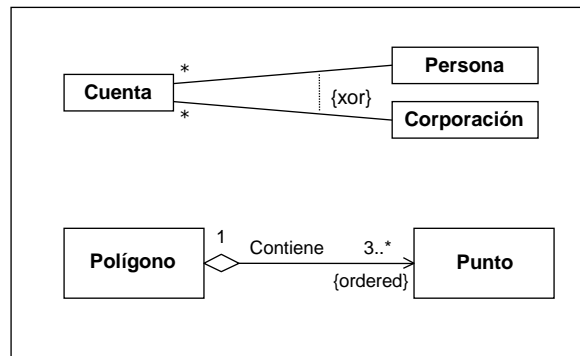 *
Persona
Cuenta
{xor}
*
Corporación
1
Contiene
3..*
Polígono
Punto
{ordered}